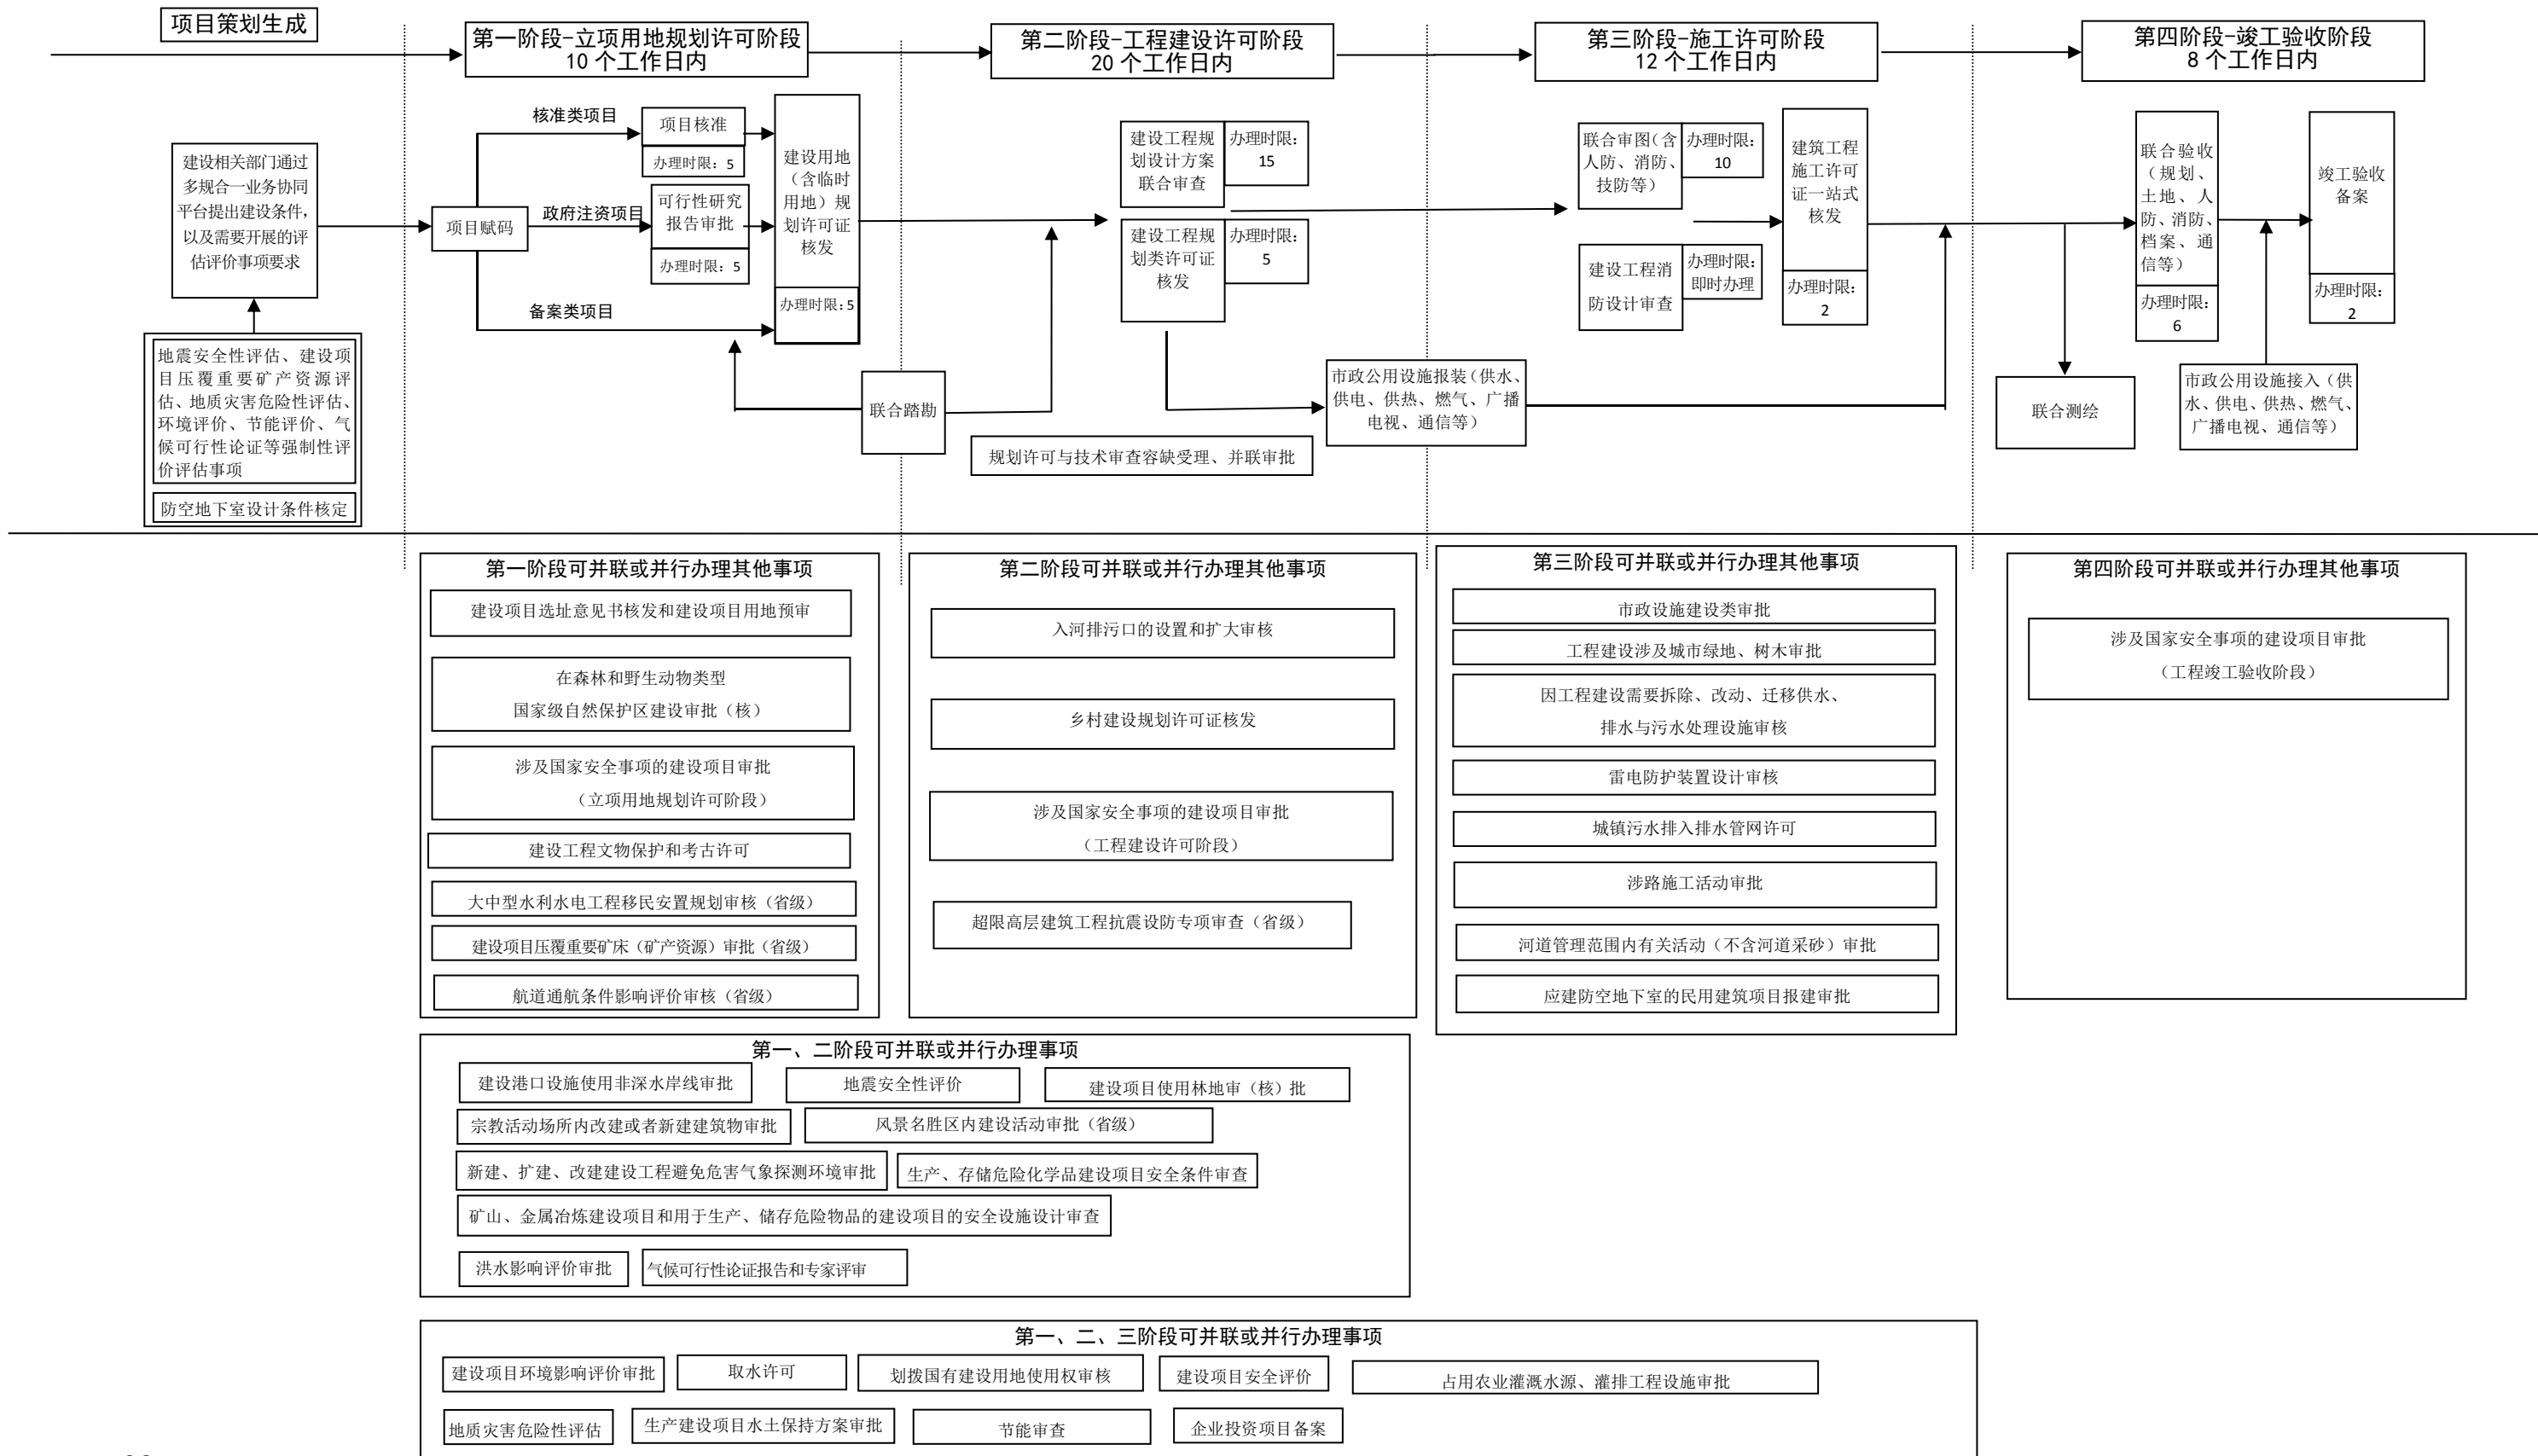 项目策划生成
第一阶段-立项用地规划许可阶段
10 个工作日内
第二阶段-工程建设许可阶段
20 个工作日内
第三阶段-施工许可阶段
12 个工作日内
第四阶段-竣工验收阶段
8 个工作日内
建设相关部门通过
多规合一业务协同
平台提出建设条件，
以及需要开展的评
估评价事项要求
地震安全性评估、建设项
目压覆重要矿产资源评
估、地质灾害危险性评估、
环境评价、节能评价、气
候可行性论证等强制性评
价评估事项
防空地下室设计条件核定
项目赋码
核准类项目
政府注资项目
备案类项目
项目核准
办理时限：5
可行性研究
报告审批
办理时限：5
建设用地
（含临时
用地）规
划许可证
核发
办理时限：5
联合踏勘
建设工程规
划设计方案
联合审查
办理时限：
15
建设工程规
划类许可证
核发
办理时限：
5
市政公用设施报装（供水、
供电、供热、燃气、广播
电视、通信等）
规划许可与技术审查容缺受理、并联审批
联合审图（含
人防、消防、
技防等）
办理时限：
10
建设工程消
防设计审查
办理时限：
即时办理
建筑工程
施工许可
证一站式
核发
办理时限：
2
联合验收
（规划、
土地、人
防、消防、
档案、通
信等）
办理时限：
6
竣工验收
备案
办理时限：
2
联合测绘
市政公用设施接入（供
水、供电、供热、燃气、
广播电视、通信等）
第一阶段可并联或并行办理其他事项
建设项目选址意见书核发和建设项目用地预审
在森林和野生动物类型
国家级自然保护区建设审批（核）
涉及国家安全事项的建设项目审批
（立项用地规划许可阶段）
建设工程文物保护和考古许可
大中型水利水电工程移民安置规划审核（省级）
建设项目压覆重要矿床（矿产资源）审批（省级）
航道通航条件影响评价审核（省级）
第二阶段可并联或并行办理其他事项
入河排污口的设置和扩大审核
乡村建设规划许可证核发
涉及国家安全事项的建设项目审批
（工程建设许可阶段）
超限高层建筑工程抗震设防专项审查（省级）
第三阶段可并联或并行办理其他事项
市政设施建设类审批
工程建设涉及城市绿地、树木审批
因工程建设需要拆除、改动、迁移供水、
排水与污水处理设施审核
雷电防护装置设计审核
城镇污水排入排水管网许可
涉路施工活动审批
河道管理范围内有关活动（不含河道采砂）审批
应建防空地下室的民用建筑项目报建审批
第四阶段可并联或并行办理其他事项
涉及国家安全事项的建设项目审批
（工程竣工验收阶段）
第一、二阶段可并联或并行办理事项
建设港口设施使用非深水岸线审批
地震安全性评价
建设项目使用林地审（核）批
宗教活动场所内改建或者新建建筑物审批
风景名胜区内建设活动审批（省级）
新建、扩建、改建建设工程避免危害气象探测环境审批
生产、存储危险化学品建设项目安全条件审查
矿山、金属冶炼建设项目和用于生产、储存危险物品的建设项目的安全设施设计审查
洪水影响评价审批
气候可行性论证报告和专家评审
第一、二、三阶段可并联或并行办理事项
建设项目环境影响评价审批
取水许可
划拨国有建设用地使用权审核
建设项目安全评价
占用农业灌溉水源、灌排工程设施审批
地质灾害危险性评估
生产建设项目水土保持方案审批
节能审查
企业投资项目备案